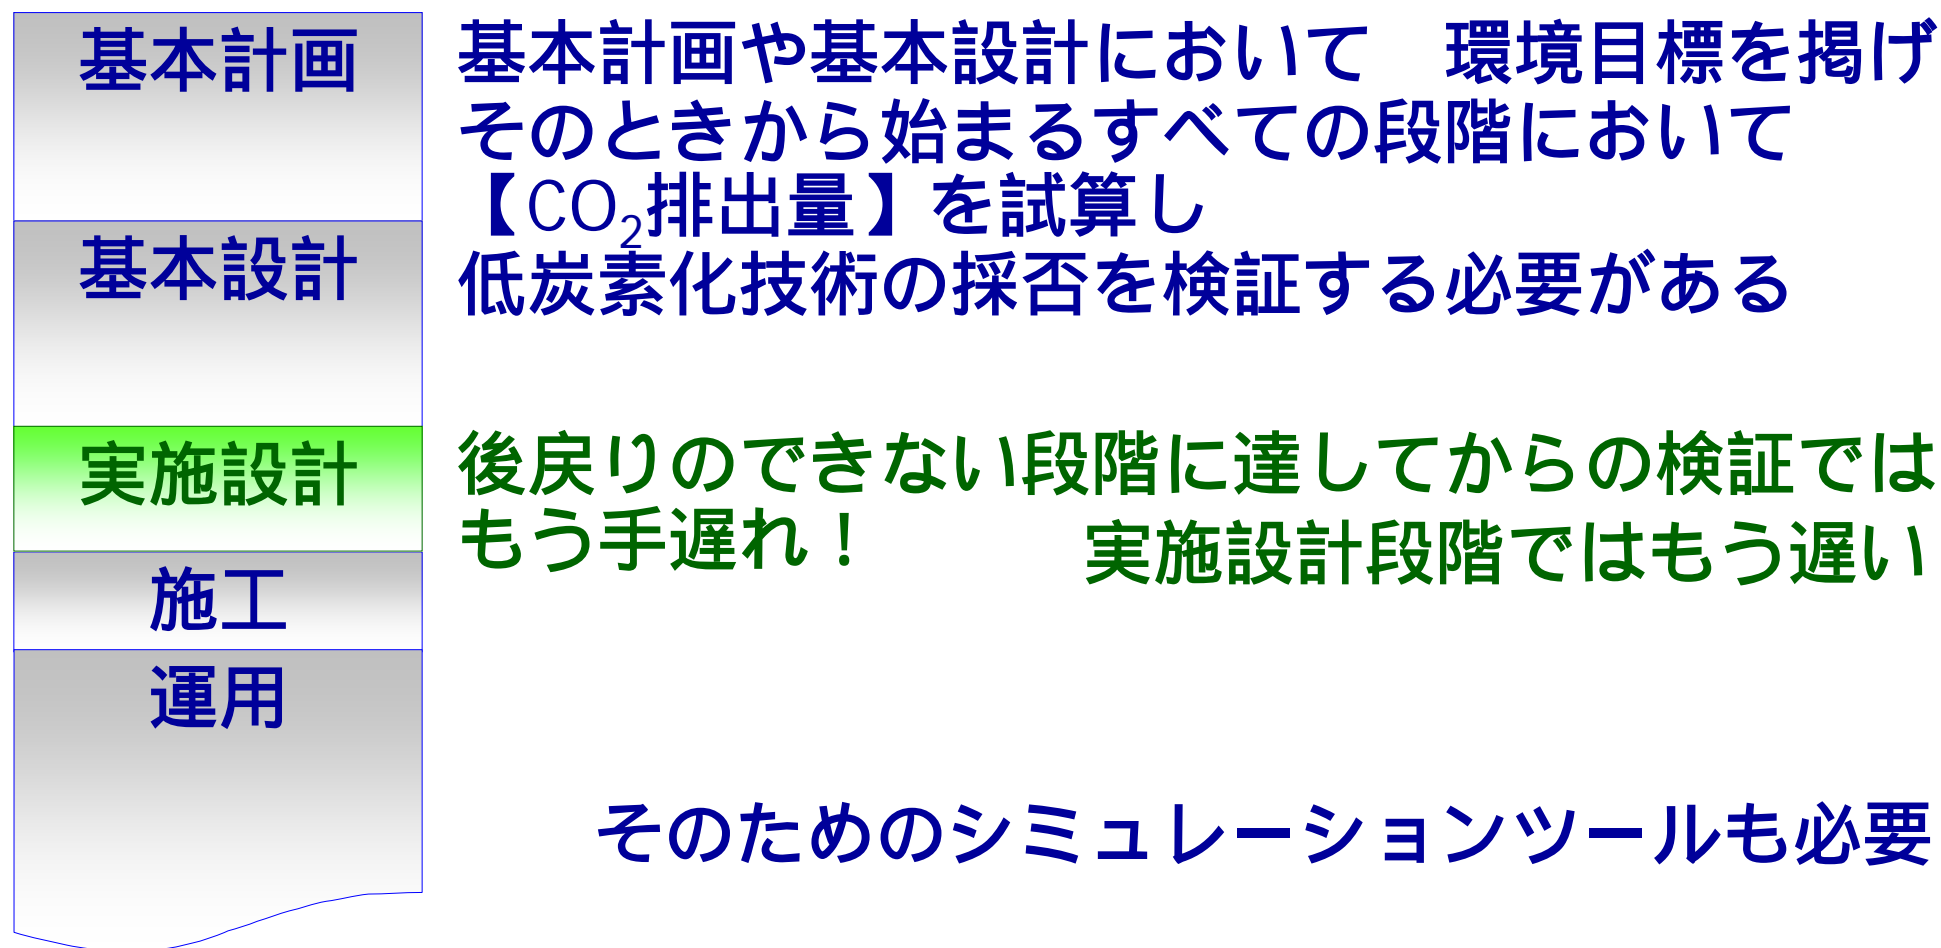 基本計画
基本計画や基本設計において　環境目標を掲げ
そのときから始まるすべての段階において
【CO₂排出量】を試算し
基本設計
低炭素化技術の採否を検証する必要がある
実施設計
後戻りのできない段階に達してからの検証では
もう手遅れ！
実施設計段階ではもう遅い
施工
運用
そのためのシミュレーションツールも必要